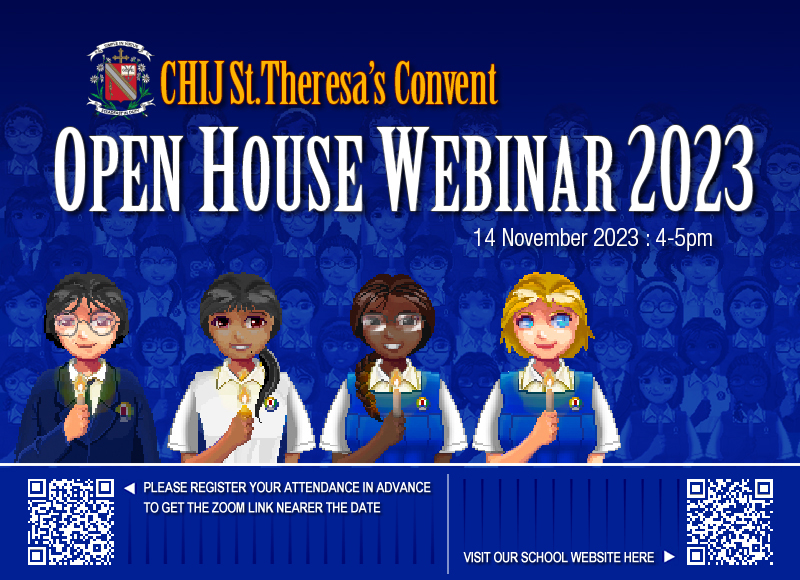 CHIJ St.Theresa's Convent
OPEN HOUSE WEBINAR 2023
14 November 2023 : 4-5pm
PLEASE REGISTER YOUR ATTENDANCE IN ADVANCE
TO GET THE ZOOM LINK NEARER THE DATE
VISIT OUR SCHOOL WEBSITE HERE